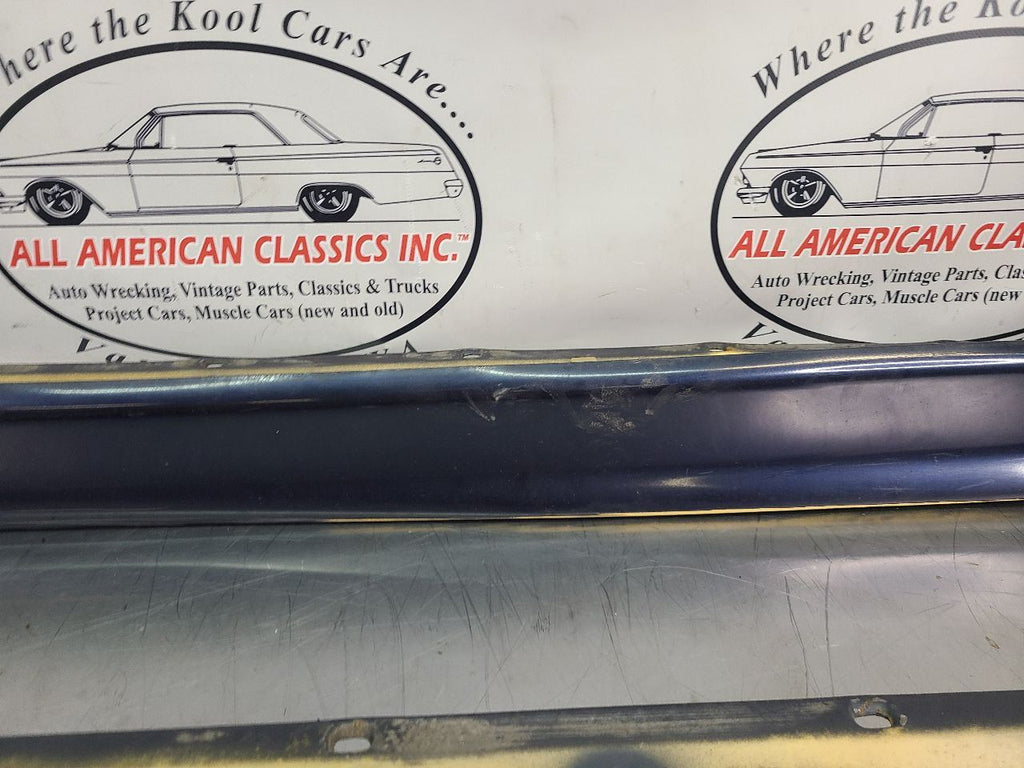 here the Kool Cars Are....
ALL AMERICAN CLASSICS INC.™
Auto Wrecking, Vintage Parts, Classics & Trucks
Project Cars, Muscle Cars (new and old)
Where the Ko
ALL AMERICAN CLA
Auto Wrecking, Vintage Parts, Clas
Project Cars, Muscle Cars (new